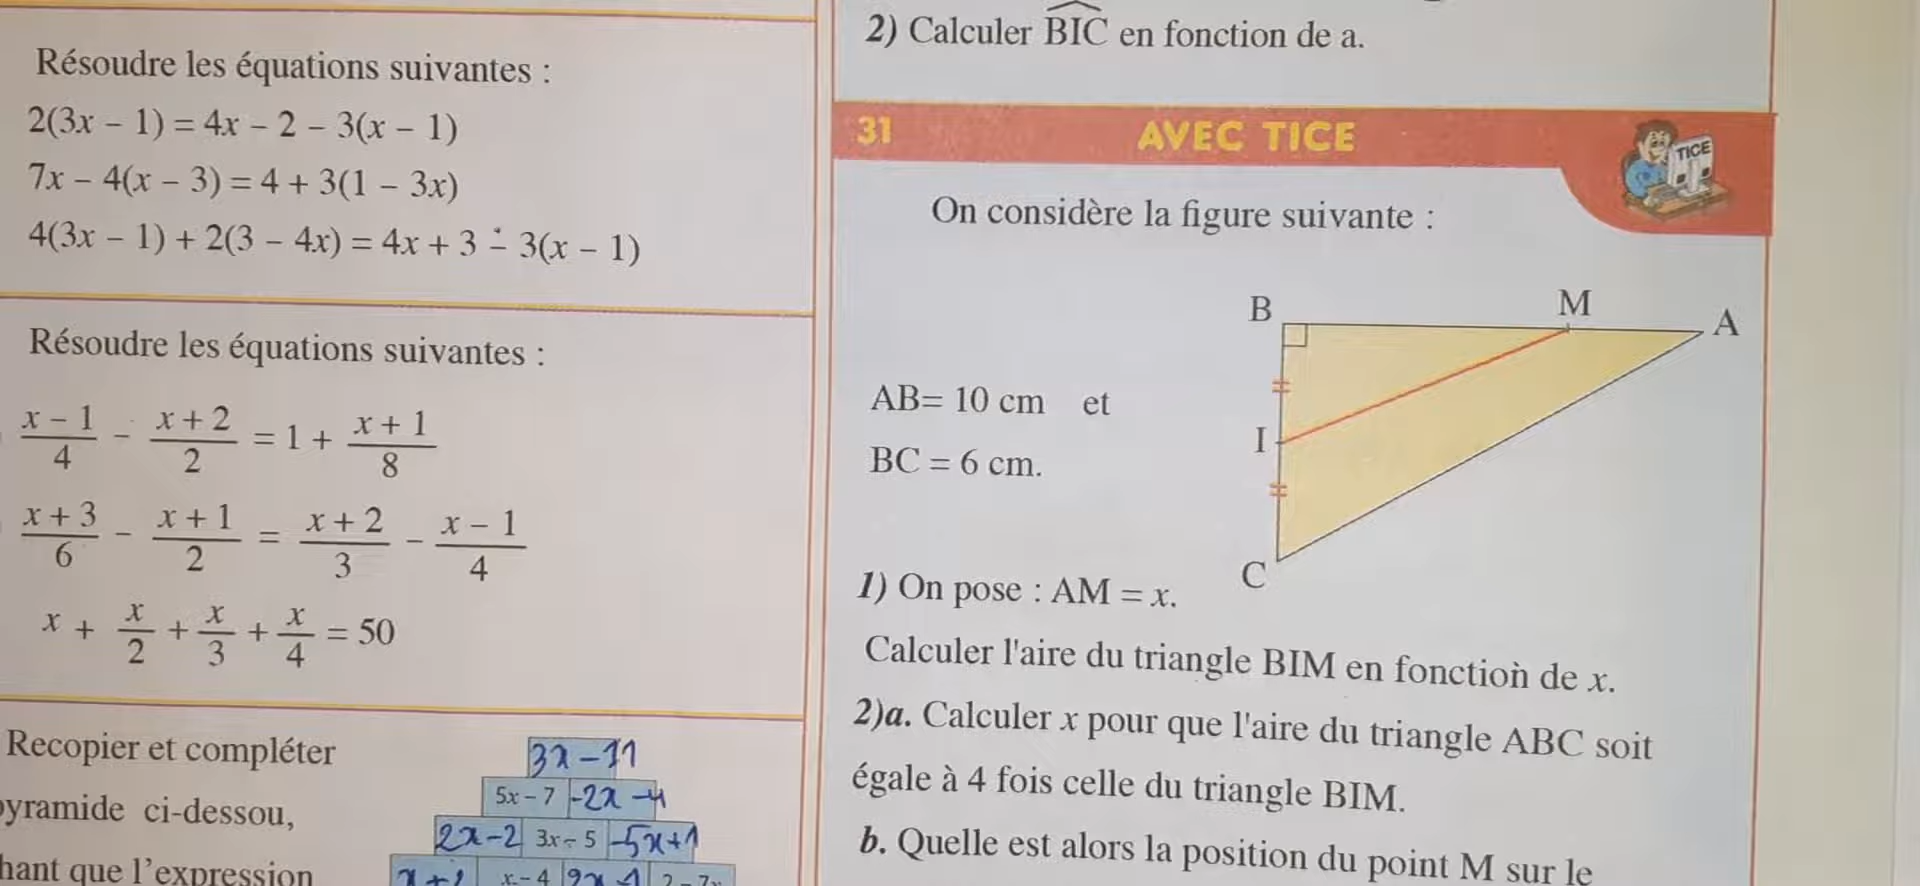 Résoudre les équations suivantes :
2(3x – 1) = 4x – 2 – 3(x – 1)
7x – 4(x – 3) = 4 + 3(1 – 3x)
4(3x – 1) + 2(3 – 4x) = 4x + 3 – 3(x – 1)
Résoudre les équations suivantes :
(x – 1)/4 – (x + 2)/2 = 1 + (x + 1)/8
(x + 3)/6 – (x + 1)/2 = (x + 2)/3 – (x – 1)/4
x + x/2 + x/3 + x/4 = 50
Recopier et compléter
pyramide ci-dessou,
hant que l'expression
3x – 11
5x – 7 -2x – 4
2x – 2 3x – 5 -5x + 1
x – 4
2) Calculer BIC en fonction de a.
31 AVEC TICE
TICE
On considère la figure suivante :
B M A
I
C
AB= 10 cm et
BC = 6 cm.
1) On pose : AM = x.
Calculer l'aire du triangle BIM en fonction de x.
2)a. Calculer x pour que l'aire du triangle ABC soit
égale à 4 fois celle du triangle BIM.
b. Quelle est alors la position du point M sur le